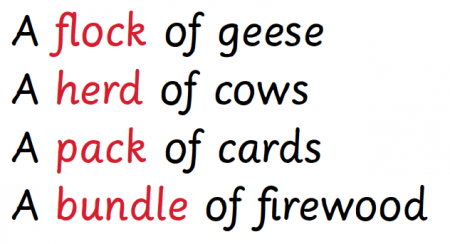 A flock of geese
A herd of cows
A pack of cards
A bundle of firewood